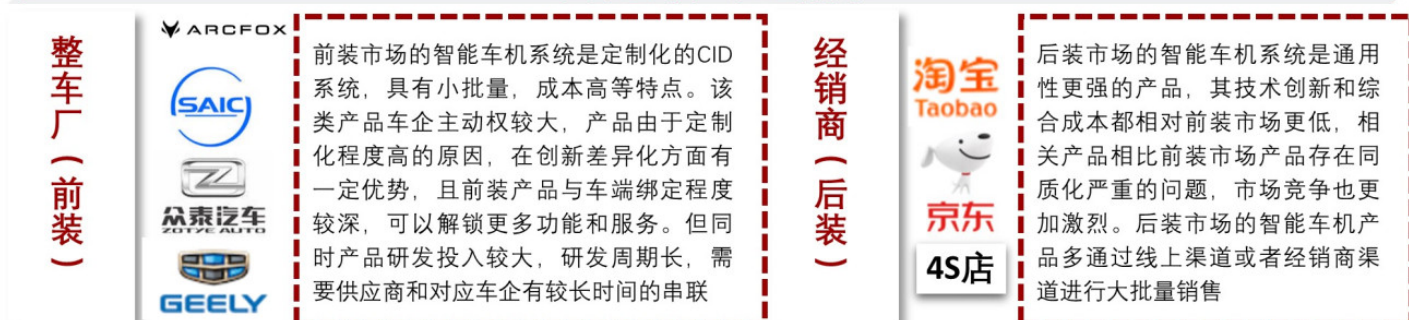 整车厂（前装）
ARCFOX
SAIC
众泰汽车
ZOTYE AUTO
GEELY
前装市场的智能车机系统是定制化的CID
系统，具有小批量，成本高等特点。该
类产品车企主动权较大，产品由于定制
化程度高的原因，在创新差异化方面有
一定优势，且前装产品与车端绑定程度
较深，可以解锁更多功能和服务。但同
时产品研发投入较大，研发周期长，需
要供应商和对应车企有较长时间的串联
经销商（后装）
淘宝
Taobao
京东
4S店
后装市场的智能车机系统是通用
性更强的产品，其技术创新和综
合成本都相对前装市场更低，相
关产品相比前装市场产品存在同
质化严重的问题，市场竞争也更
加激烈。后装市场的智能车机产
品多通过线上渠道或者经销商渠
道进行大批量销售